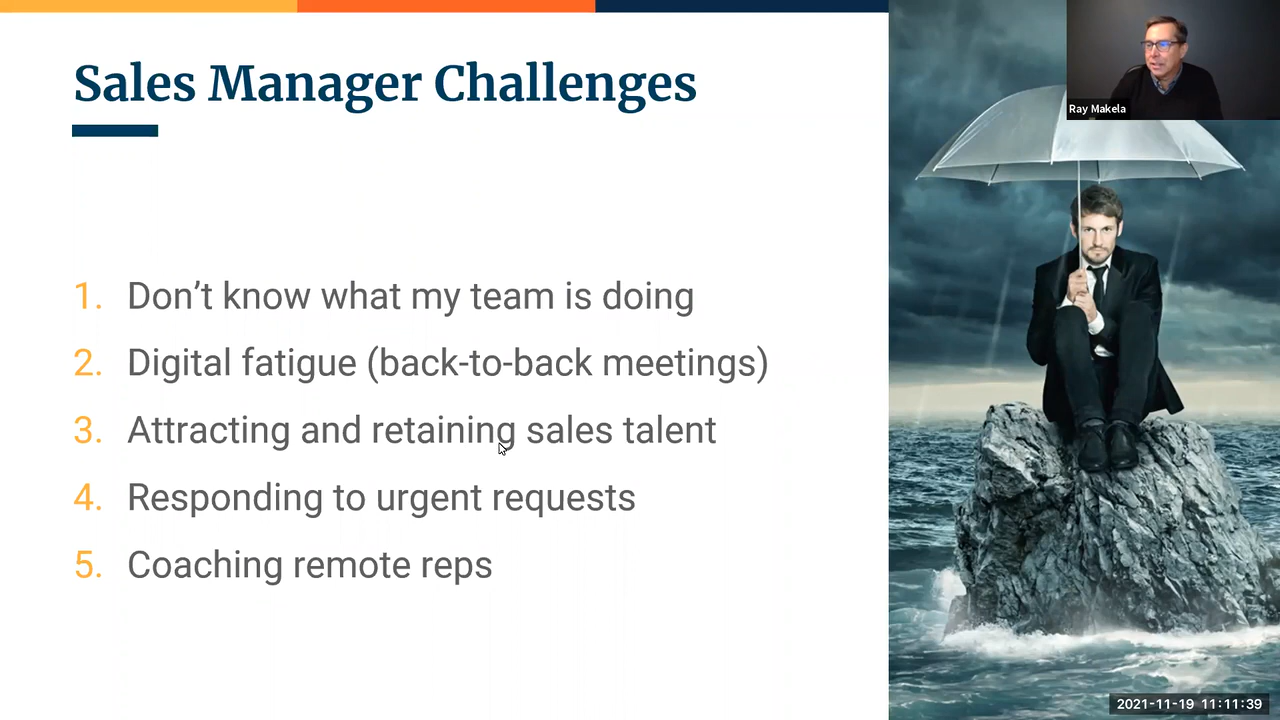 Sales Manager Challenges
1. Don’t know what my team is doing
2. Digital fatigue (back-to-back meetings)
3. Attracting and retaining sales talent
4. Responding to urgent requests
5. Coaching remote reps
Ray Makela
2021-11-19 11:11:39